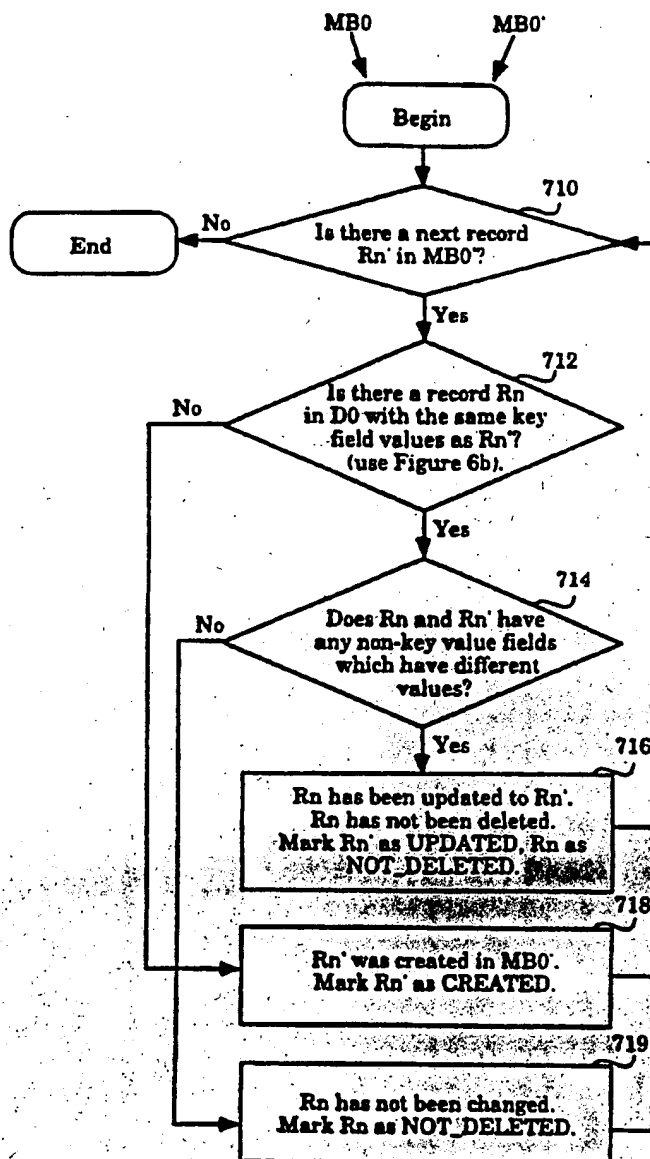 MB0 MB0'
Begin
710
No
End
Is there a next record
Rn' in MB0'?
Yes
712
No
Is there a record Rn
in D0 with the same key
field values as Rn'?
(use Figure 6b).
Yes
714
No
Does Rn and Rn' have
any non-key value fields
which have different
values?
Yes
716
Rn has been updated to Rn'.
Rn has not been deleted.
Mark Rn' as UPDATED, Rn as
NOT_DELETED.
718
Rn' was created in MB0'.
Mark Rn' as CREATED.
719
Rn has not been changed.
Mark Rn as NOT_DELETED.